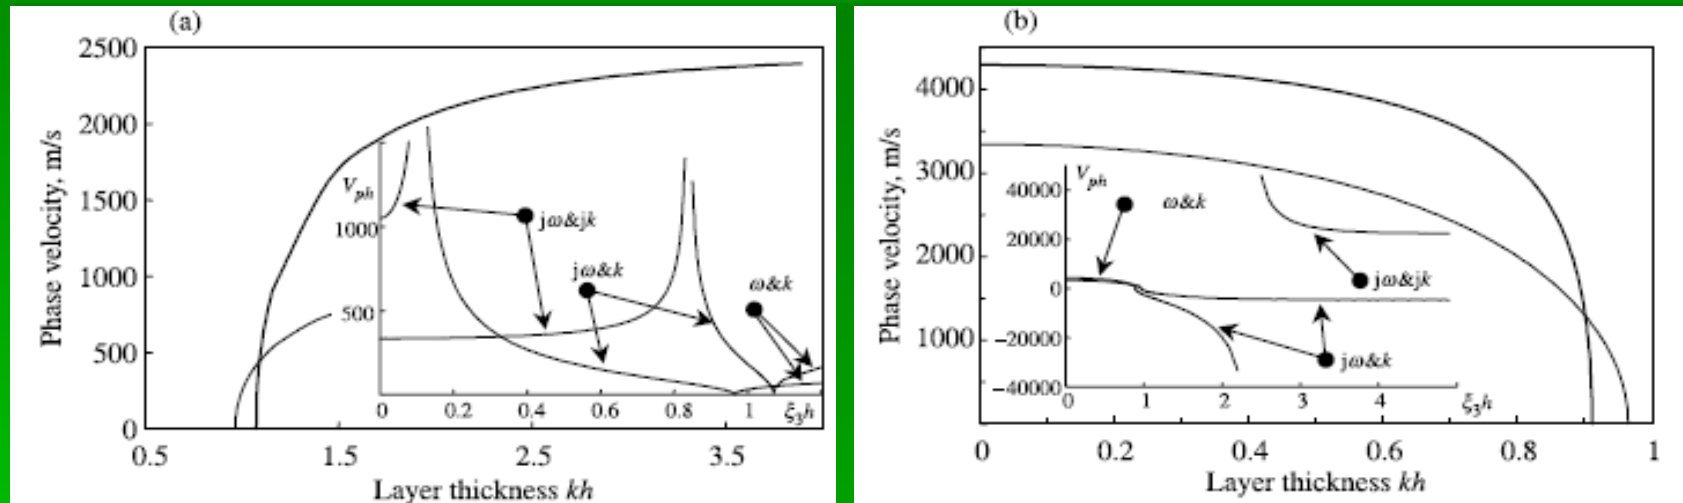 (a)
Phase velocity, m/s
2500
2000
1500
1000
500
0
0.5
1.5
2.5
3.5
Layer thickness kh
V_ph
1000
500
0
0.2
0.4
0.6
0.8
1
ξ₃h
jω&jk
jω&k
ω&k
(b)
Phase velocity, m/s
4000
3000
2000
1000
0
0.2
0.4
0.6
0.8
1
Layer thickness kh
V_ph
40000
20000
0
−20000
−40000
0
1
2
3
4
ξ₃h
ω&k
jω&jk
jω&k